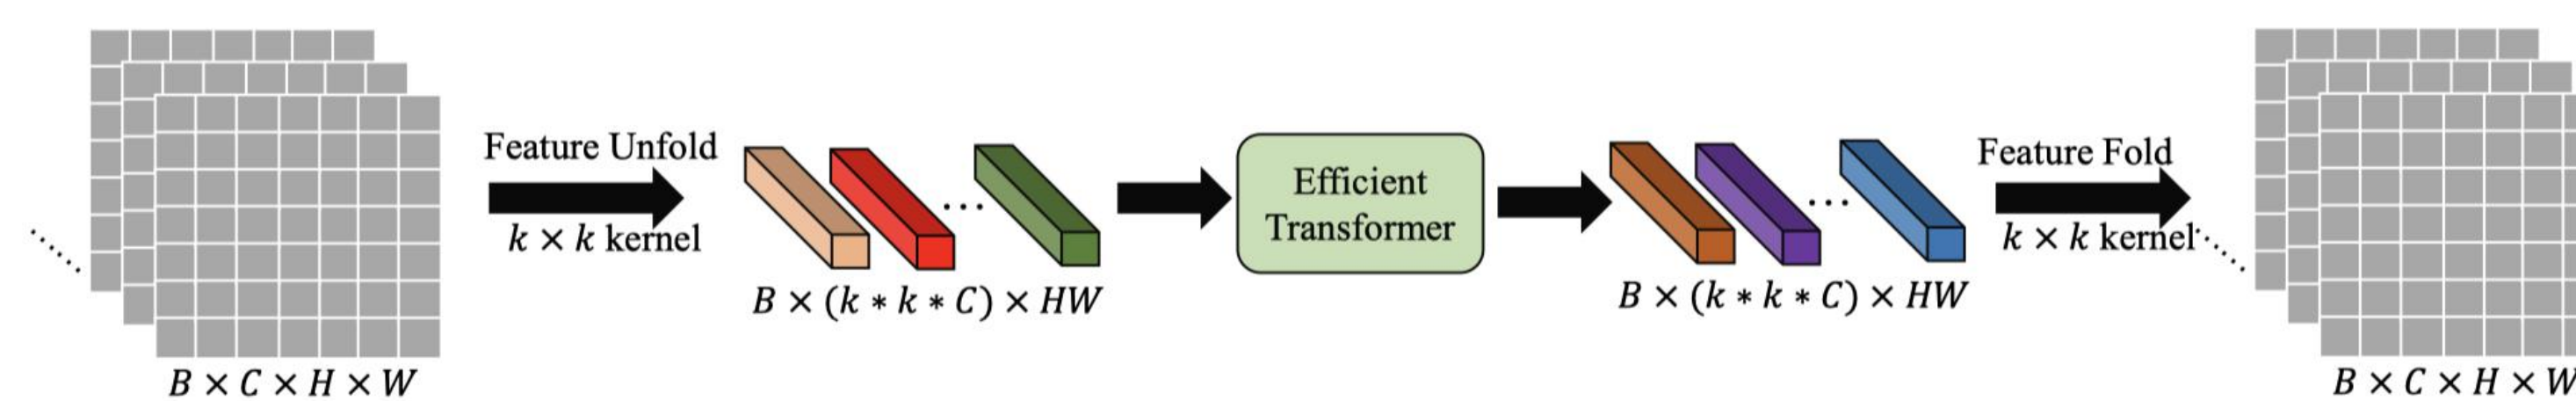 Feature Unfold
k × k kernel
B × C × H × W
B × (k * k * C) × HW
Efficient
Transformer
B × (k * k * C) × HW
Feature Fold
k × k kernel
B × C × H × W